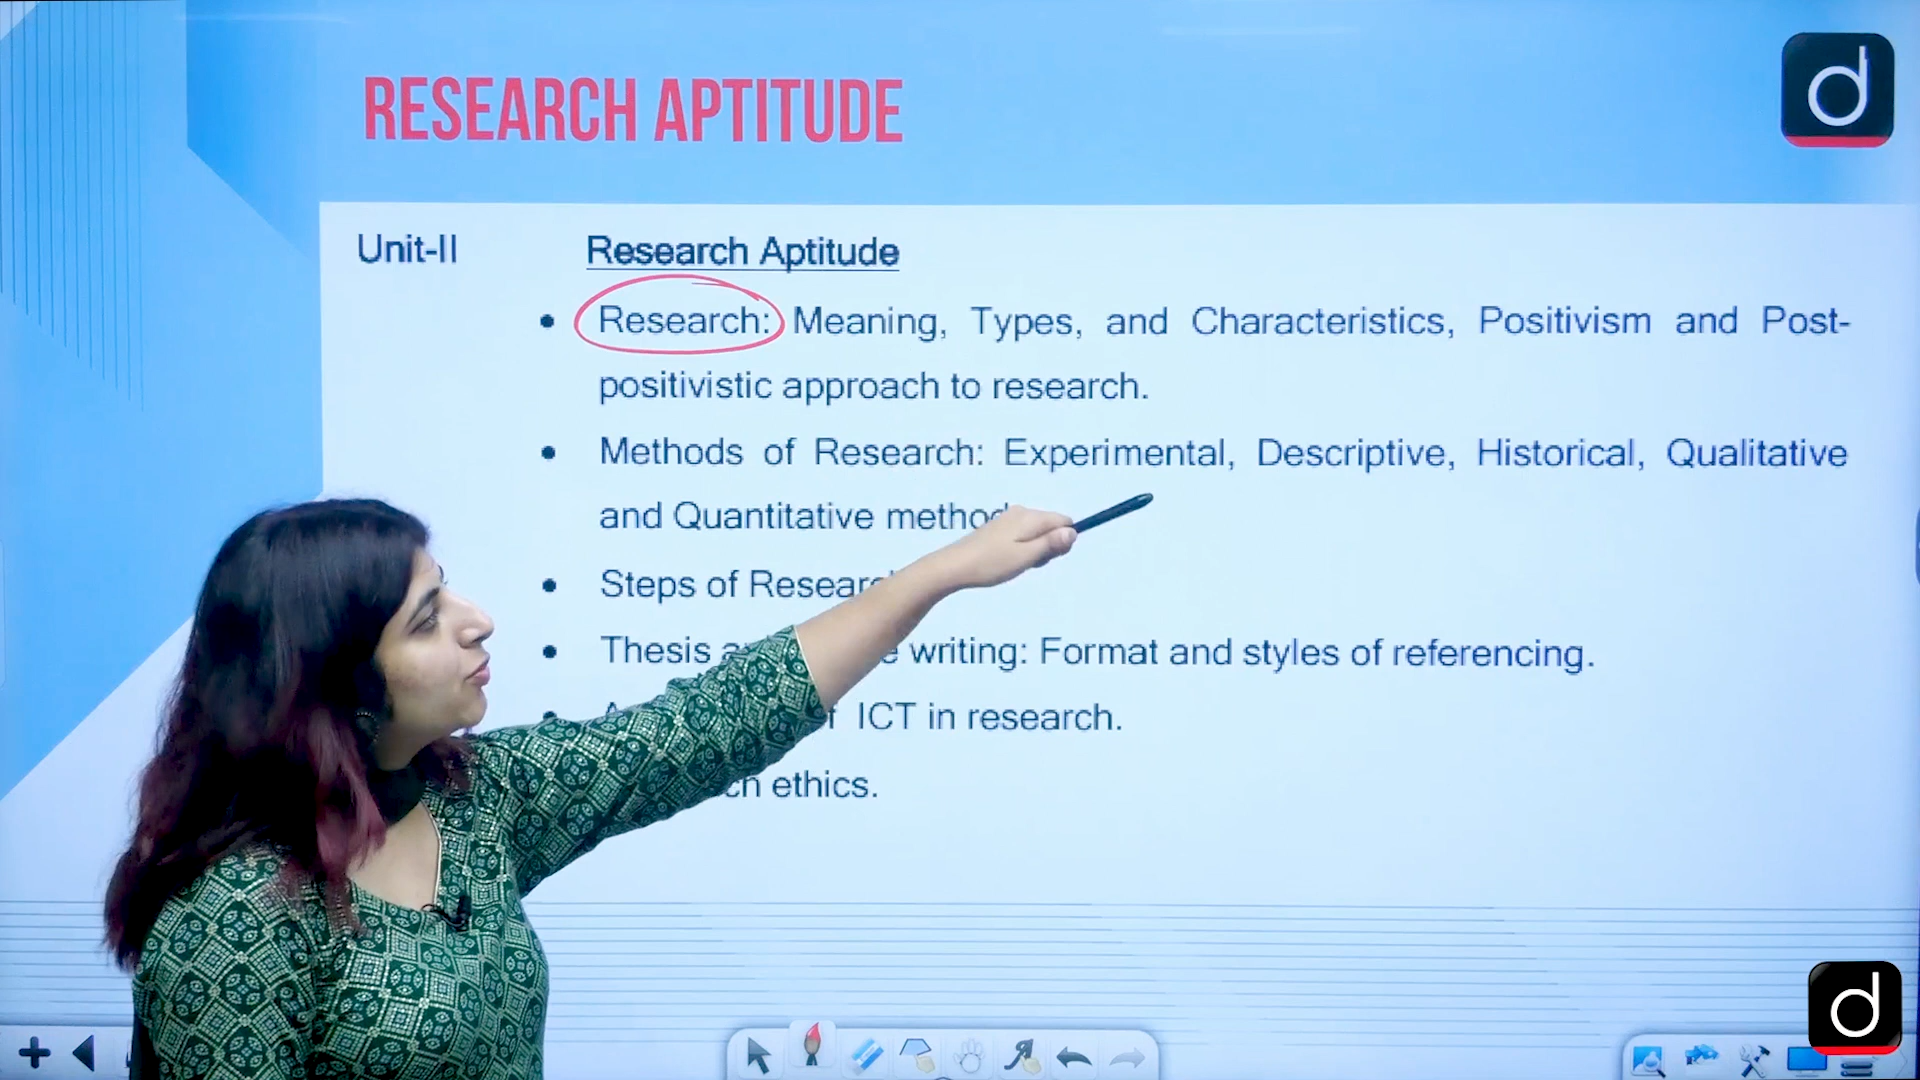 RESEARCH APTITUDE
d
Unit-II
Research Aptitude
• Research: Meaning, Types, and Characteristics, Positivism and Post-
positivistic approach to research.
• Methods of Research: Experimental, Descriptive, Historical, Qualitative
and Quantitative
• Steps of
• Thesis writing: Format and styles of referencing.
• ICT in research.
ethics.
d